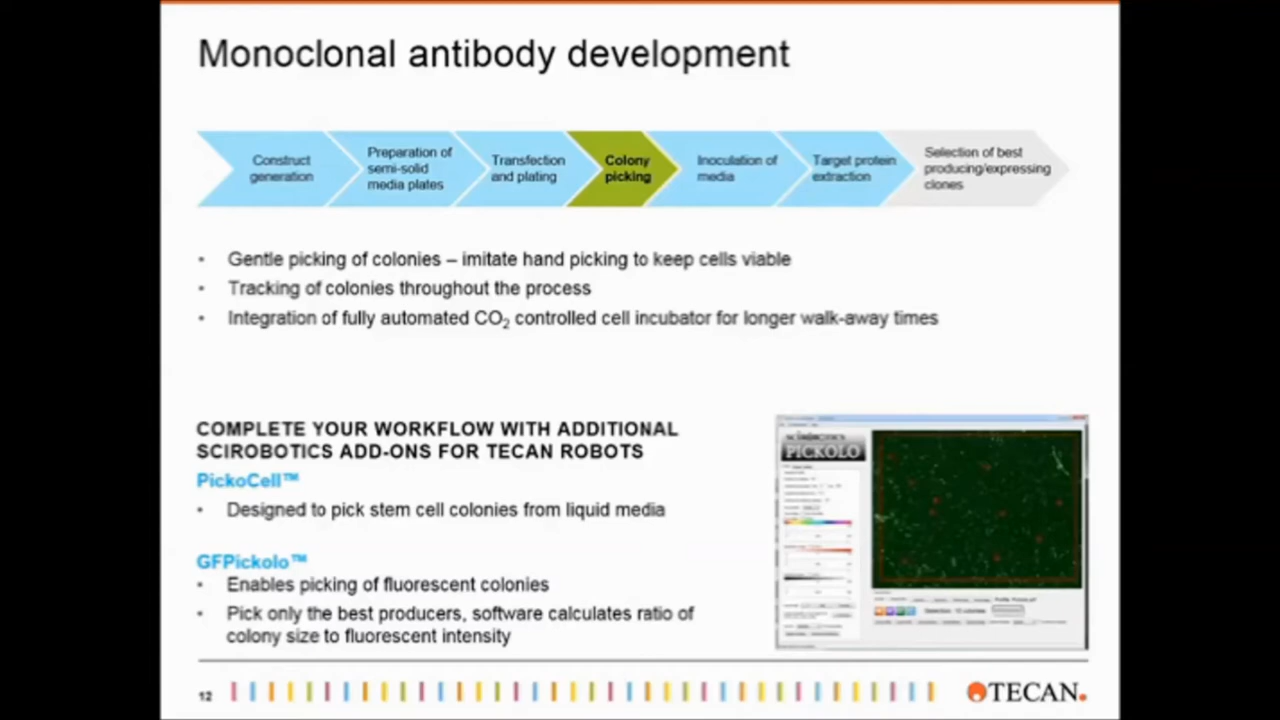 Monoclonal antibody development
Construct
generation
Preparation of
semi-solid
media plates
Transfection
and plating
Colony
picking
Inoculation of
media
Target protein
extraction
Selection of best
producing/expressing
clones
• Gentle picking of colonies – imitate hand picking to keep cells viable
• Tracking of colonies throughout the process
• Integration of fully automated CO₂ controlled cell incubator for longer walk-away times
COMPLETE YOUR WORKFLOW WITH ADDITIONAL
SCIROBOTICS ADD-ONS FOR TECAN ROBOTS
PickoCell™
• Designed to pick stem cell colonies from liquid media
GFPickolo™
• Enables picking of fluorescent colonies
• Pick only the best producers, software calculates ratio of
colony size to fluorescent intensity
SCIROBOTICS
PICKOLO
12
TECAN.